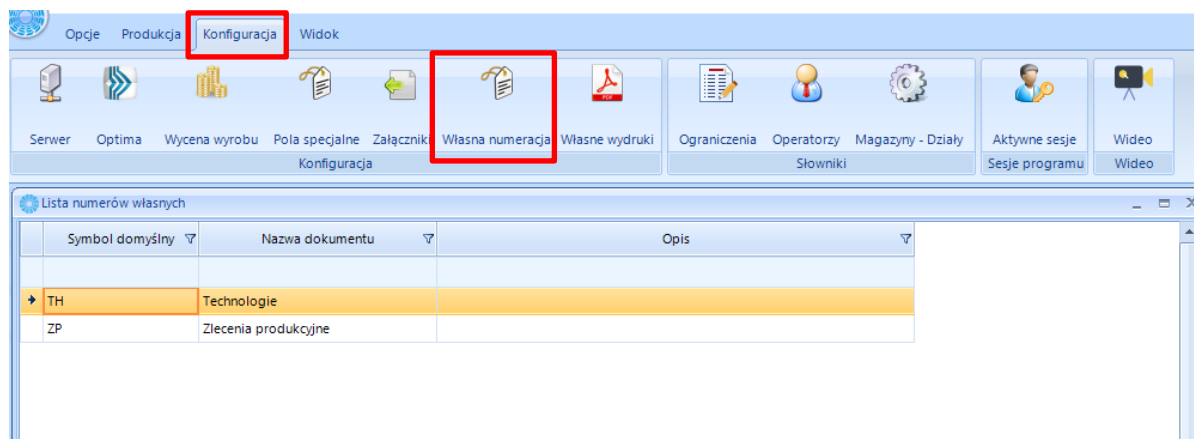 Opcje Produkcja Konfiguracja Widok
Serwer Optima Wycena wyrobu Pola specjalne Załączniki Własna numeracja Własne wydruki Ograniczenia Operatorzy Magazyny - Działy Aktywne sesje Wideo
Konfiguracja Słowniki Sesje programu Wideo
Lista numerów własnych
Symbol domyślny Nazwa dokumentu Opis
TH Technologie
ZP Zlecenia produkcyjne